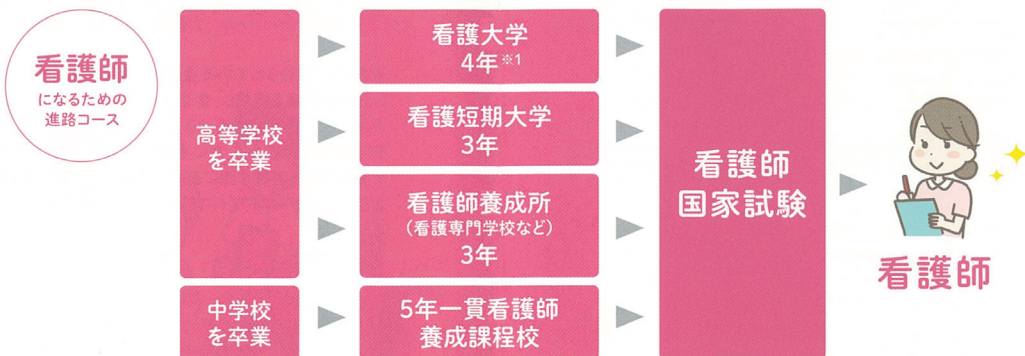 看護師
になるための
進路コース
高等学校
を卒業
看護大学
4年※1
看護短期大学
3年
看護師養成所
(看護専門学校など)
3年
中学校
を卒業
5年一貫看護師
養成課程校
看護師
国家試験
看護師